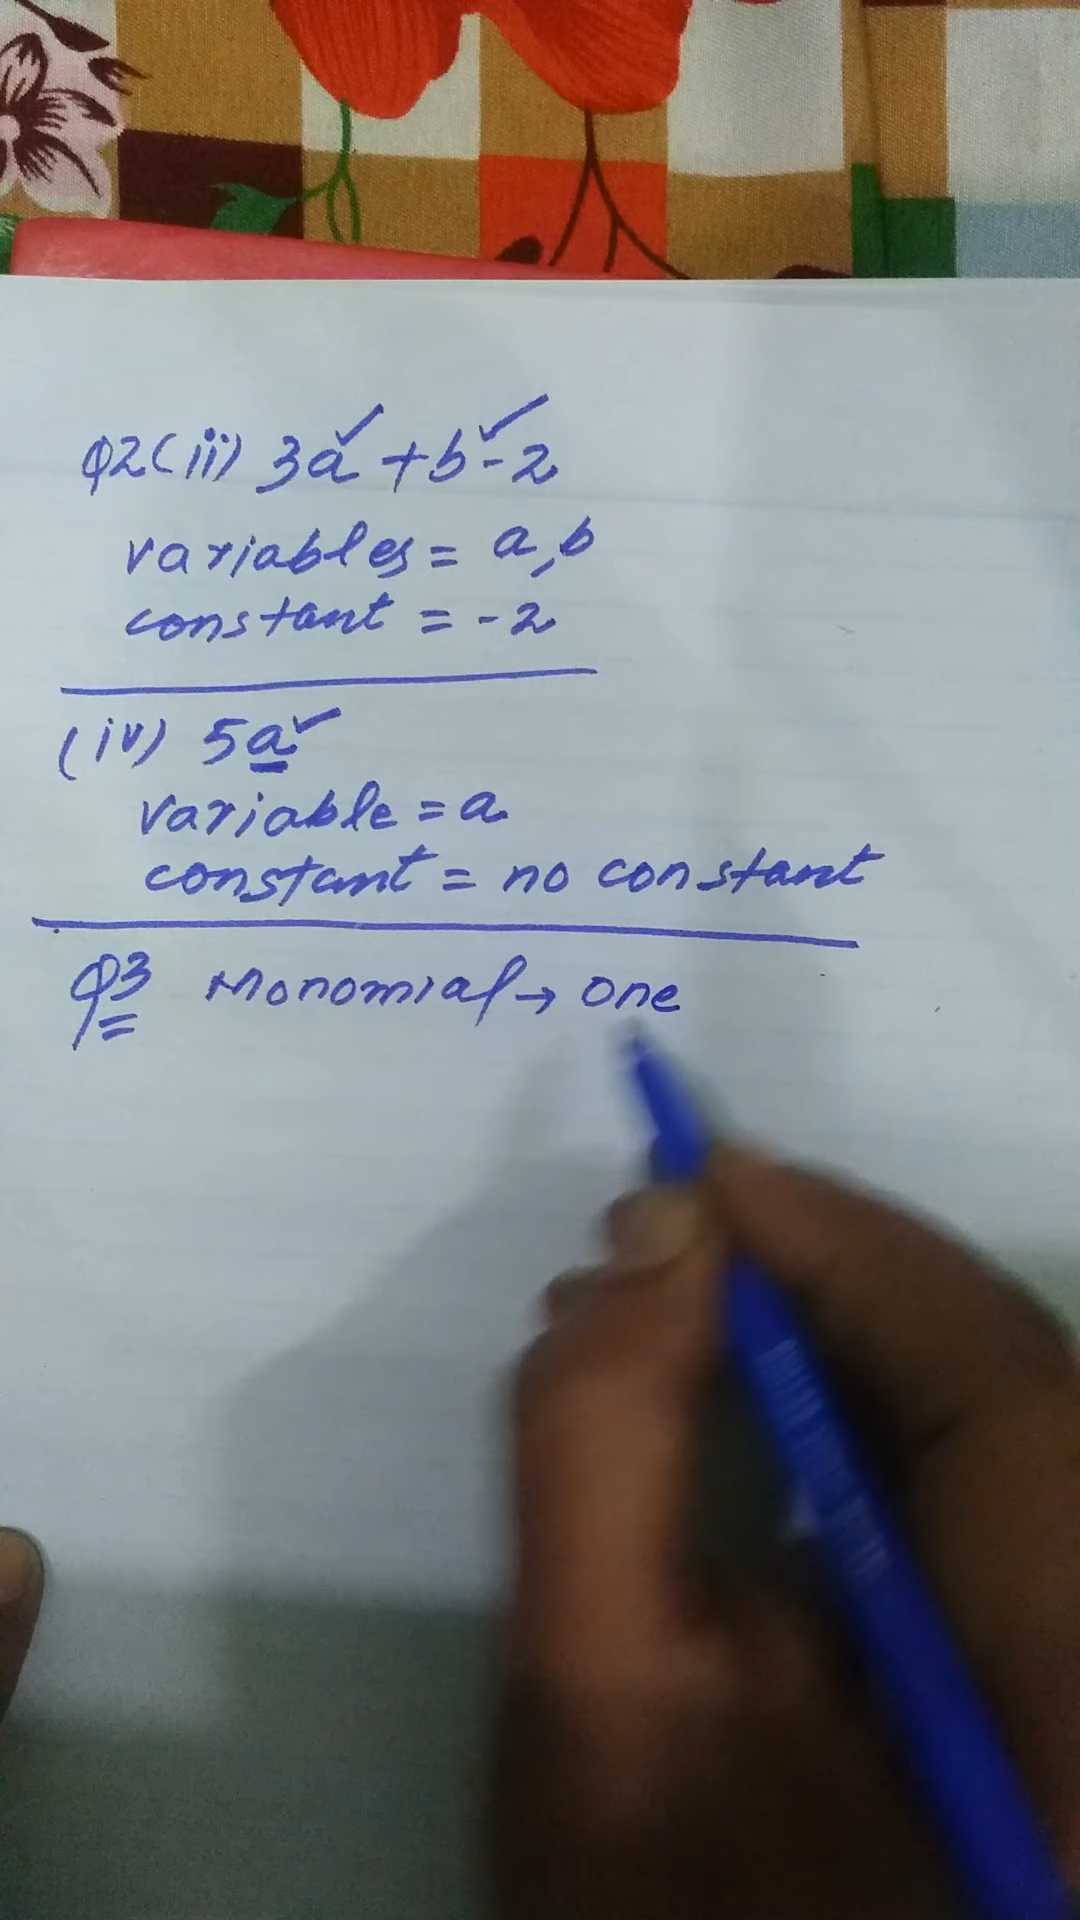 Q2(ii) 3a + b - 2
variables = a, b
constant = -2
(iv) 5a
variable = a
constant = no constant
Q3 Monomial → one